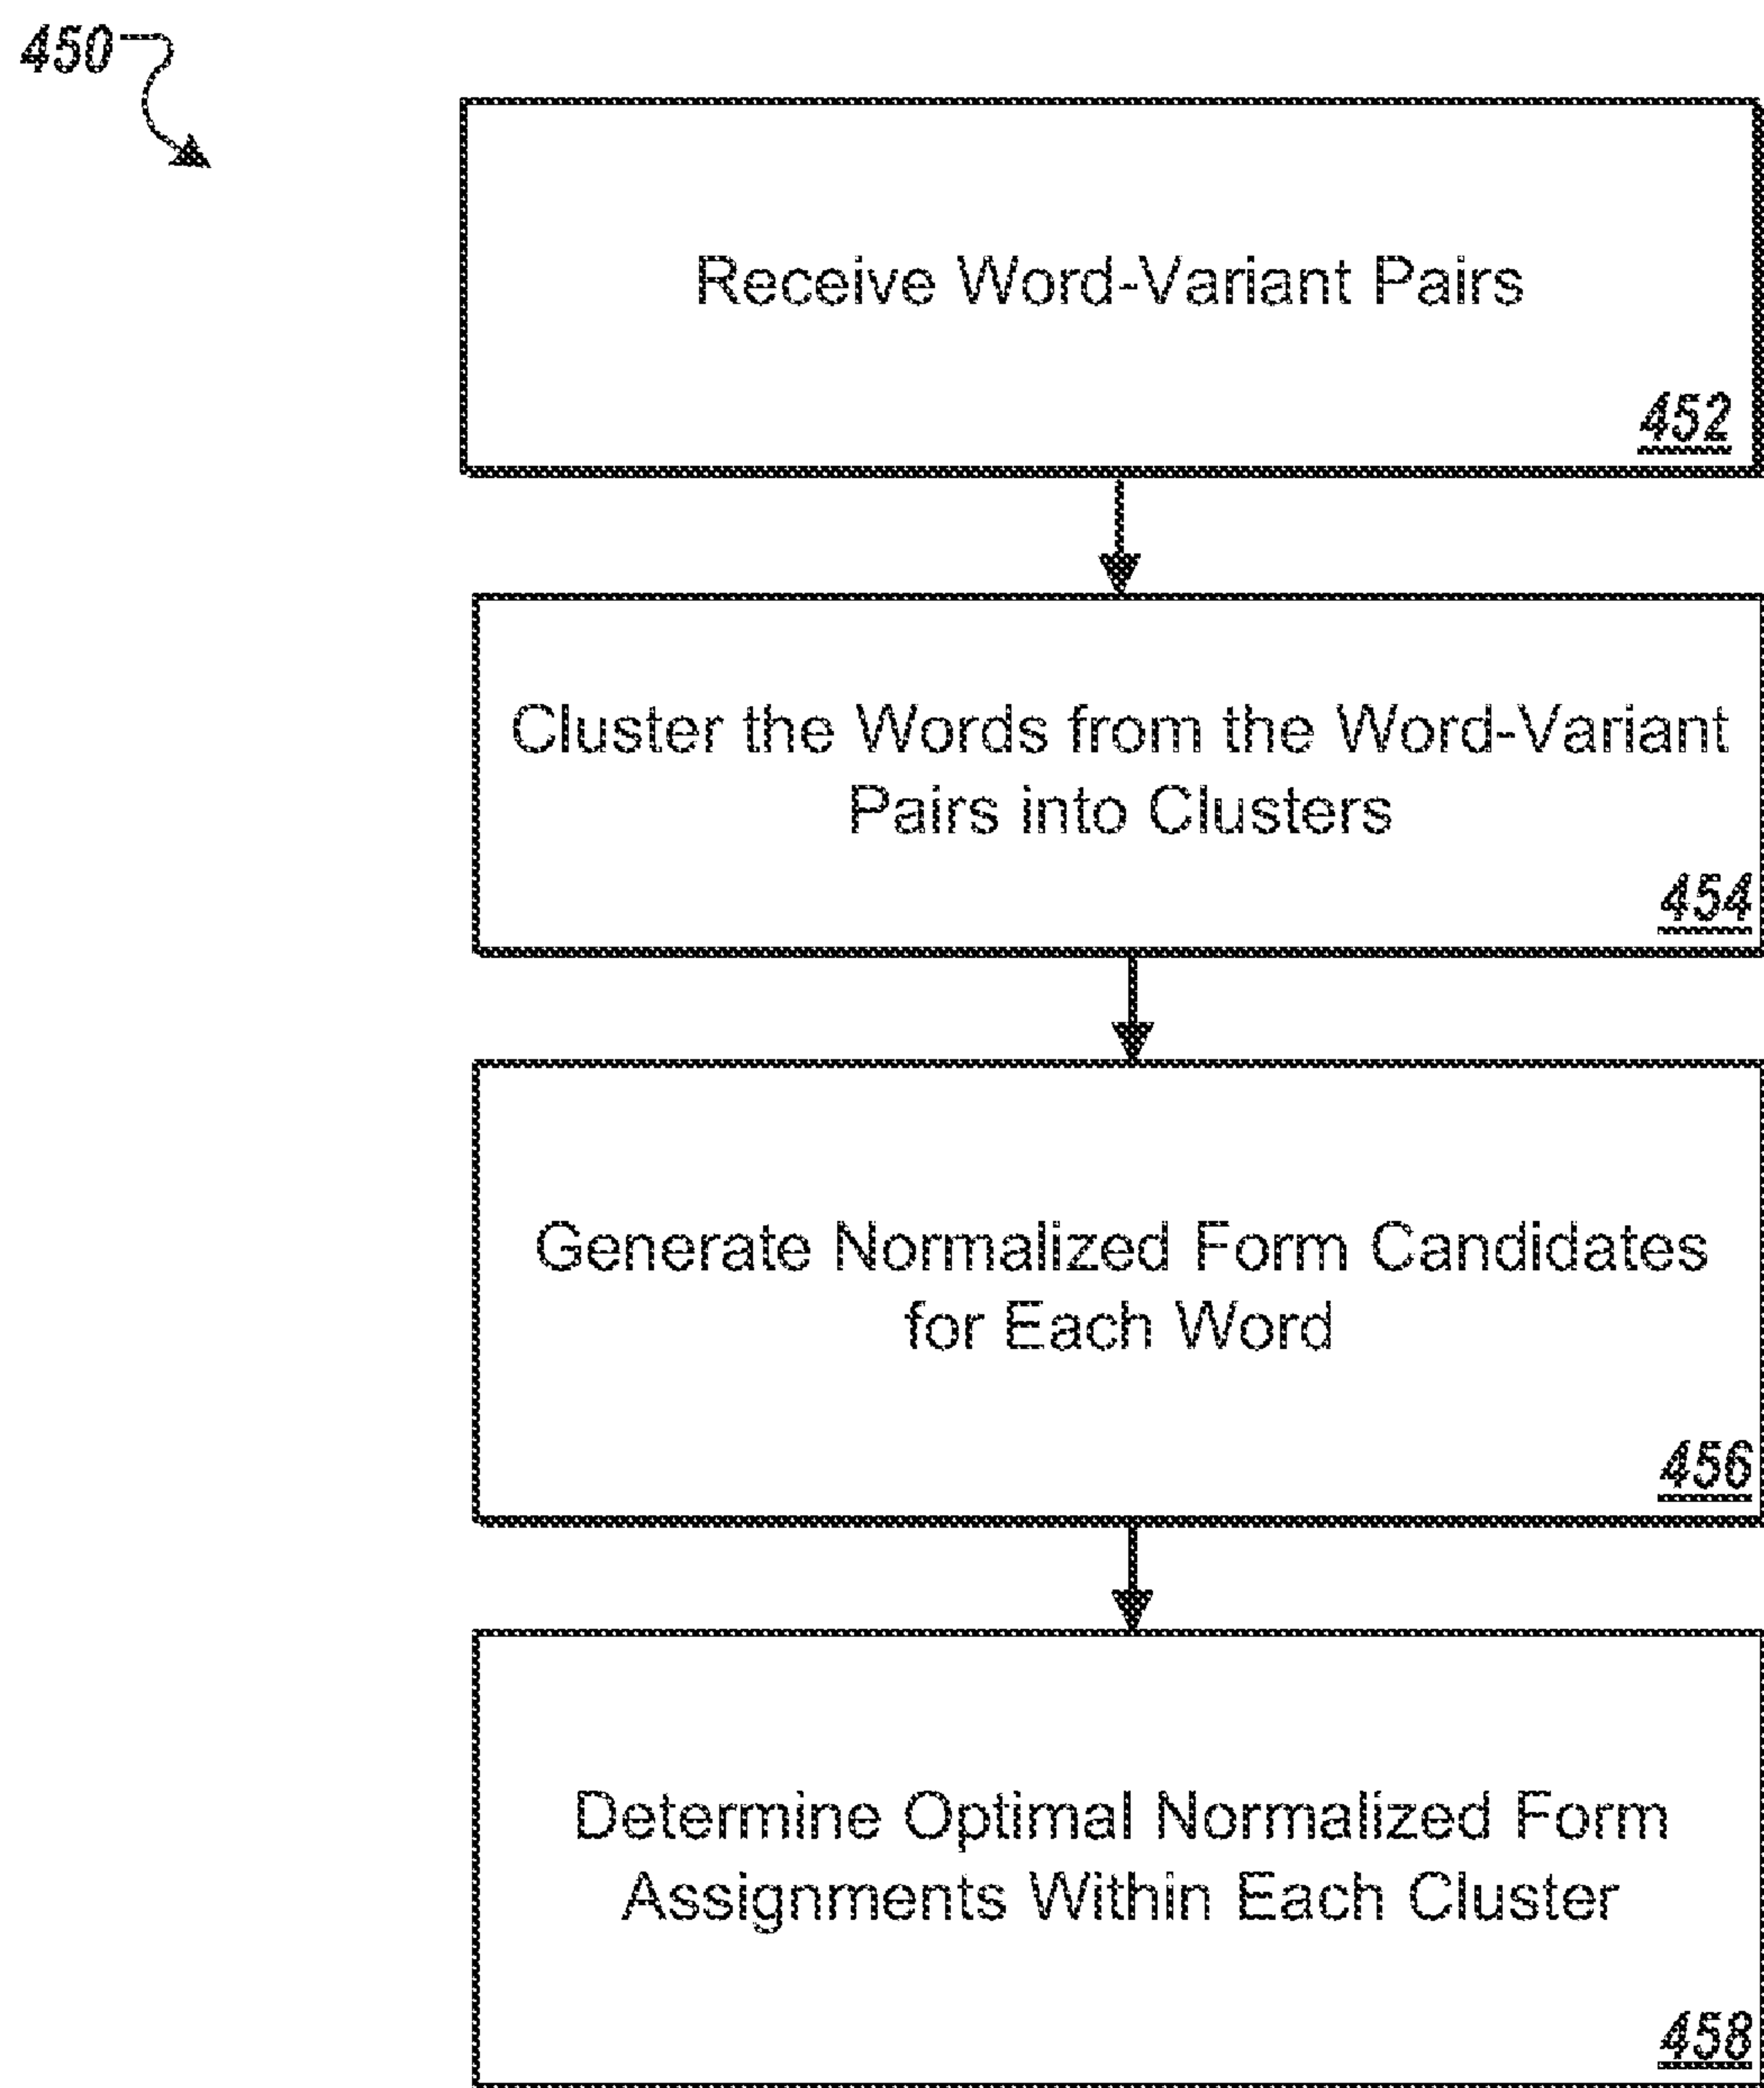 450
Receive Word-Variant Pairs
452
Cluster the Words from the Word-Variant
Pairs into Clusters
454
Generate Normalized Form Candidates
for Each Word
456
Determine Optimal Normalized Form
Assignments Within Each Cluster
458